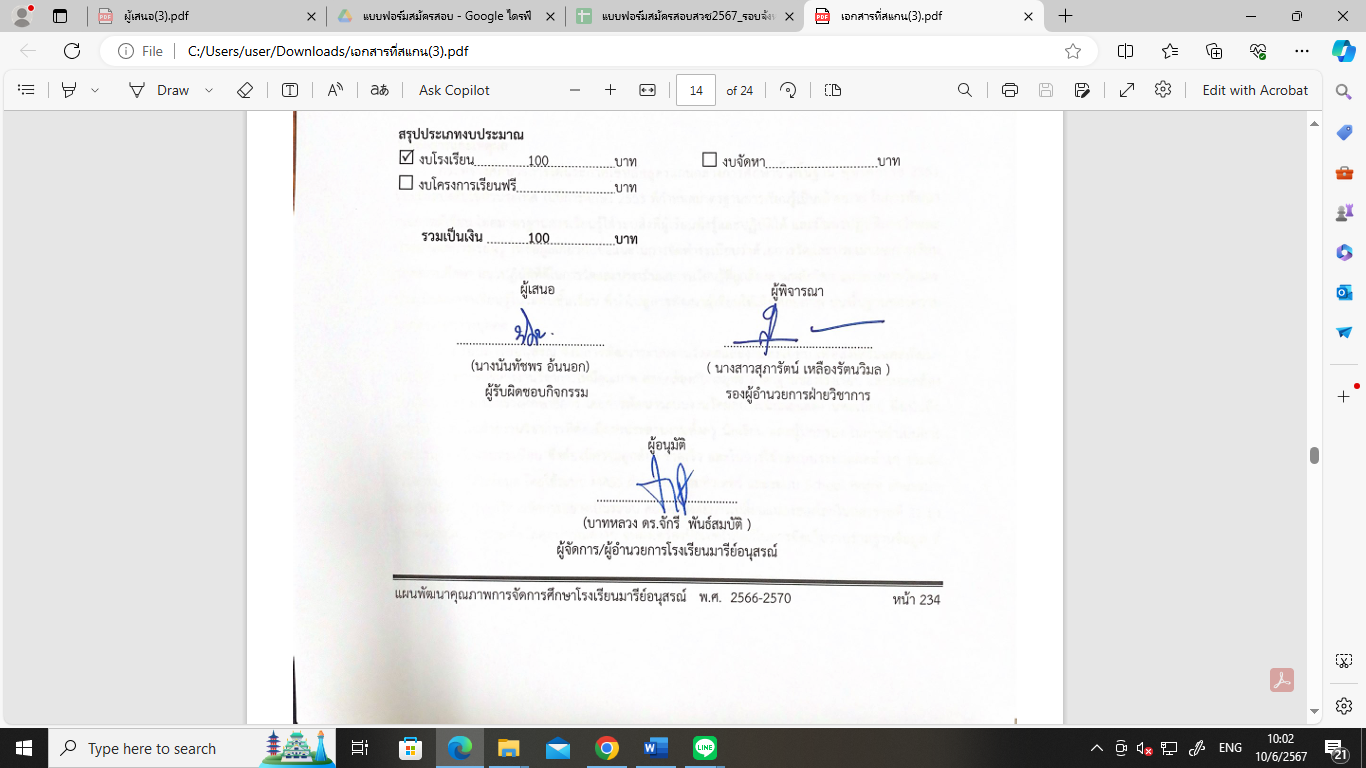 ผู้เสนอ(3).pdf
แบบฟอร์มสมัครสอบ - Google ไดรฟ์
แบบฟอร์มสมัครสอบสวช2567_รอบจังห
เอกสารที่สแกน(3).pdf
File C:/Users/user/Downloads/เอกสารที่สแกน(3).pdf
Draw
Ask Copilot
14 of 24
Edit with Acrobat
สรุปประเภทงบประมาณ
งบโรงเรียน..............100..............บาท งบจัดหา..............................บาท
งบโครงการเรียนฟรี..........................บาท
รวมเป็นเงิน ...........100..................บาท
ผู้เสนอ ผู้พิจารณา
(นางนันทัชพร อ้นนอก) ( นางสาวสุภารัตน์ เหลืองรัตนวิมล )
ผู้รับผิดชอบกิจกรรม รองผู้อำนวยการฝ่ายวิชาการ
ผู้อนุมัติ
(บาทหลวง ดร.จักรี พันธ์สมบัติ )
ผู้จัดการ/ผู้อำนวยการโรงเรียนมารีย์อนุสรณ์
แผนพัฒนาคุณภาพการจัดการศึกษาโรงเรียนมารีย์อนุสรณ์ พ.ศ. 2566-2570 หน้า 234
Type here to search
ENG
10:02
10/6/2567
21